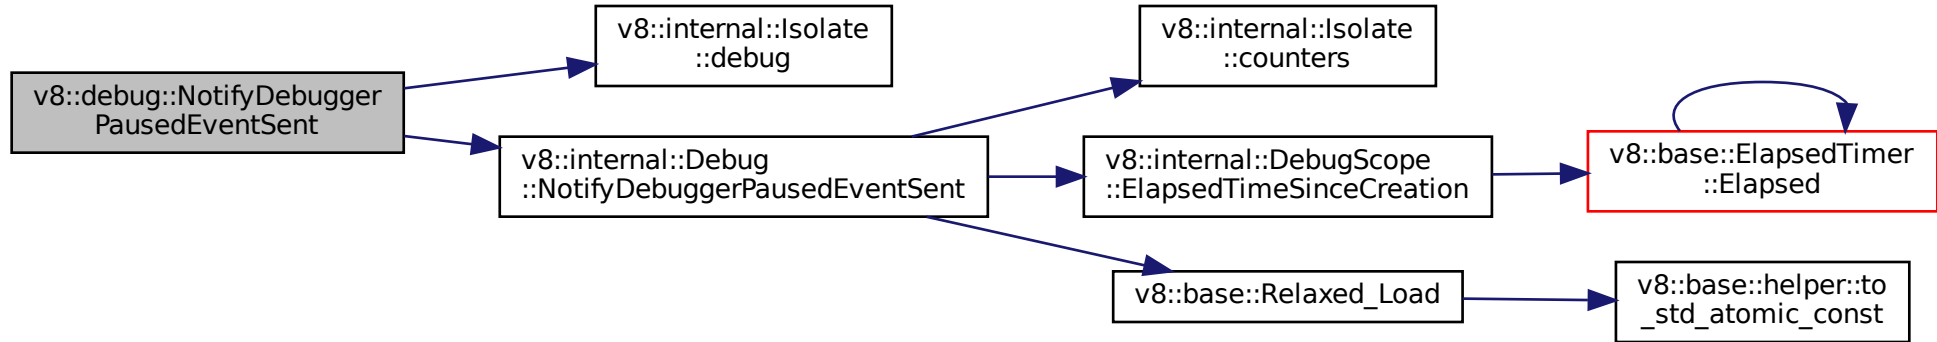 v8::debug::NotifyDebugger
PausedEventSent
v8::internal::Isolate
::debug
v8::internal::Debug
::NotifyDebuggerPausedEventSent
v8::internal::Isolate
::counters
v8::internal::DebugScope
::ElapsedTimeSinceCreation
v8::base::Relaxed_Load
v8::base::ElapsedTimer
::Elapsed
v8::base::helper::to
_std_atomic_const